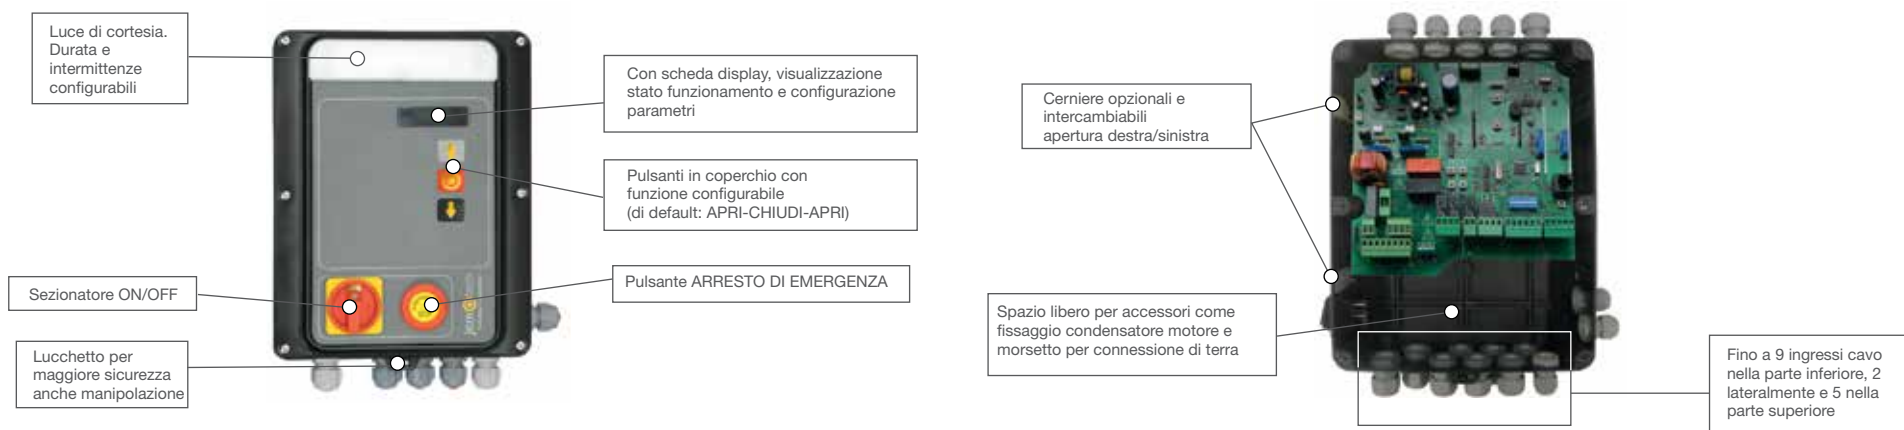 Luce di cortesia.
Durata e
intermittenze
configurabili
Con scheda display, visualizzazione
stato funzionamento e configurazione
parametri
Pulsanti in coperchio con
funzione configurabile
(di default: APRI-CHIUDI-APRI)
Sezionatore ON/OFF
Pulsante ARRESTO DI EMERGENZA
Lucchetto per
maggiore sicurezza
anche manipolazione
Cerniere opzionali e
intercambiabili
apertura destra/sinistra
Spazio libero per accessori come
fissaggio condensatore motore e
morsetto per connessione di terra
Fino a 9 ingressi cavo
nella parte inferiore, 2
lateralmente e 5 nella
parte superiore